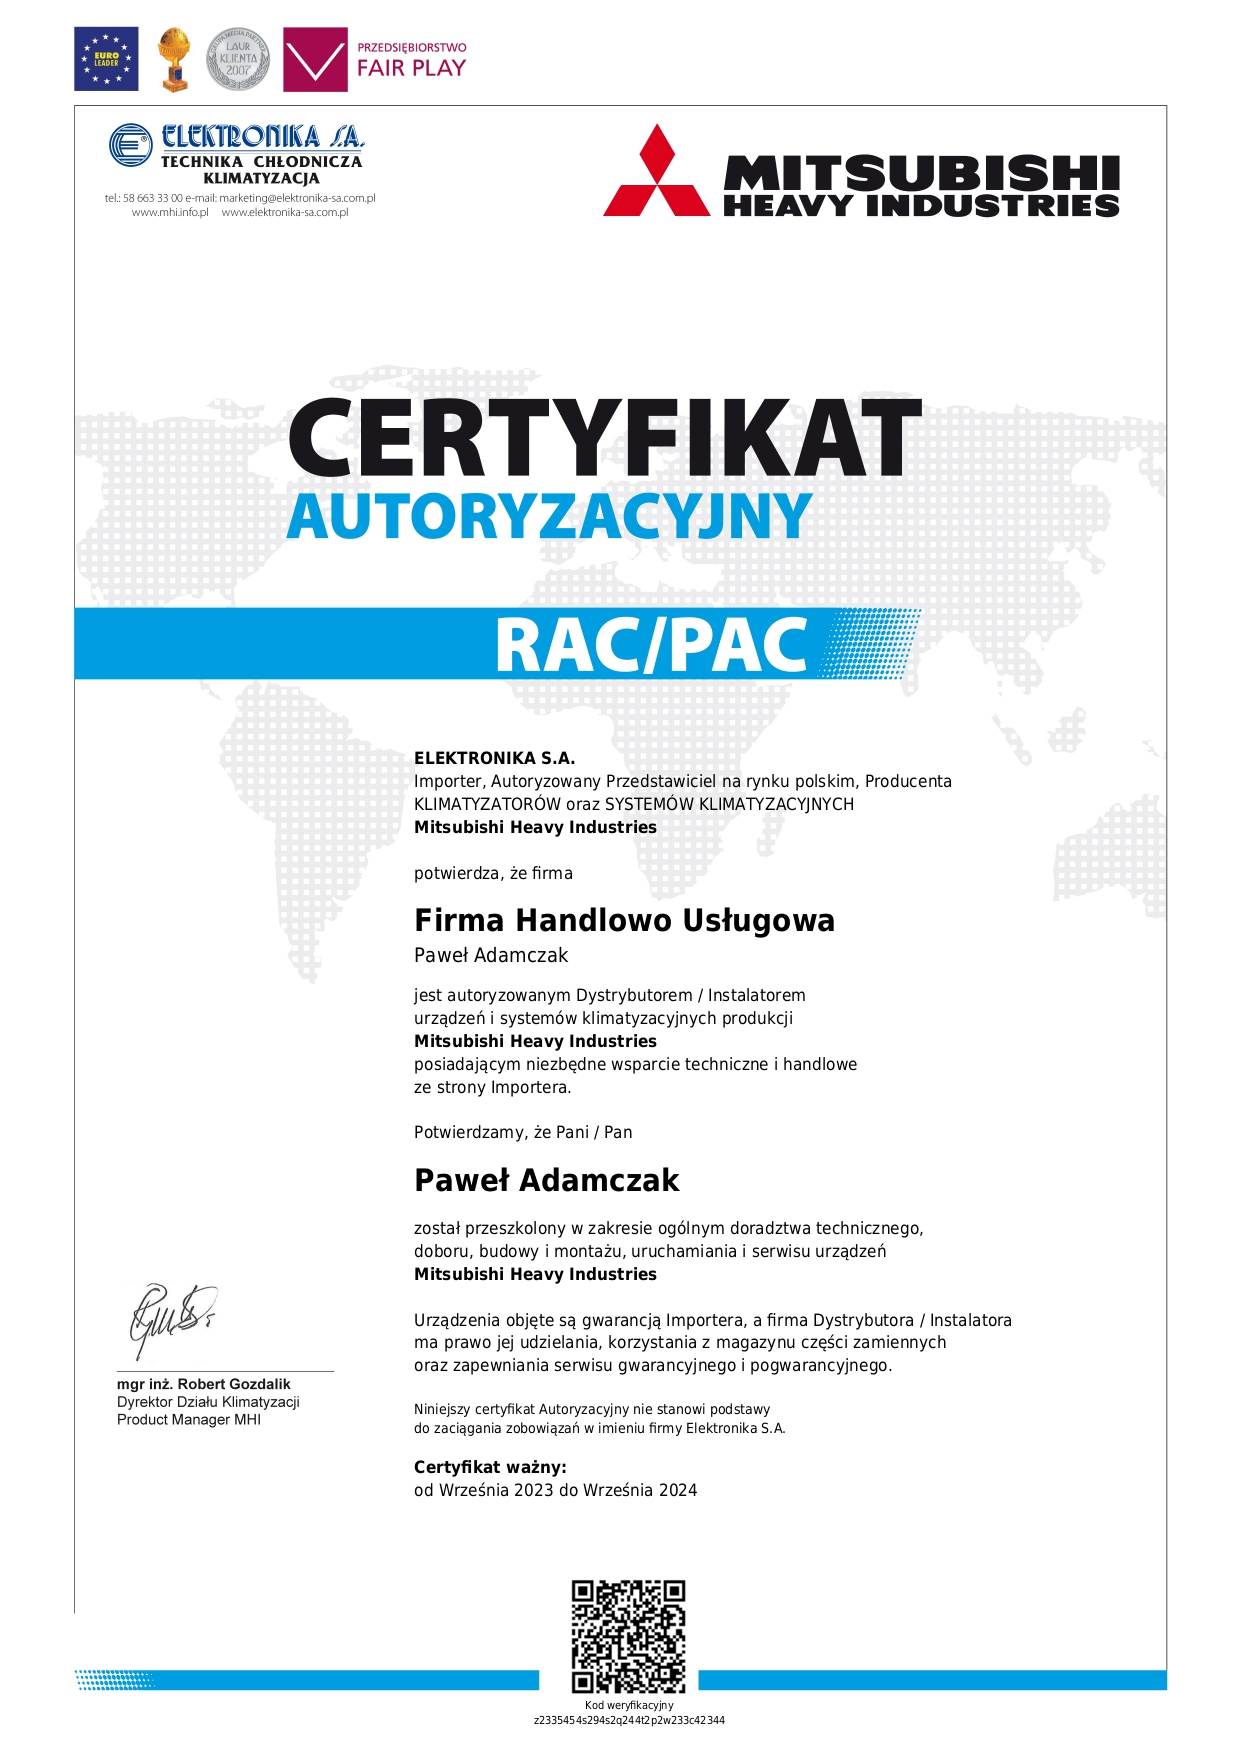 EURO
LEADER
LAUR
KLIENTA
2007
PRZEDSIĘBIORSTWO
FAIR PLAY
ELEKTRONIKA S.A.
TECHNIKA CHŁODNICZA
KLIMATYZACJA
tel.: 58 663 33 00 e-mail: marketing@elektronika-sa.com.pl
www.mhi.info.pl www.elektronika-sa.com.pl
MITSUBISHI
HEAVY INDUSTRIES
CERTYFIKAT
AUTORYZACYJNY
RAC/PAC
ELEKTRONIKA S.A.
Importer, Autoryzowany Przedstawiciel na rynku polskim, Producenta
KLIMATYZATORÓW oraz SYSTEMÓW KLIMATYZACYJNYCH
Mitsubishi Heavy Industries
potwierdza, że firma
Firma Handlowo Usługowa
Paweł Adamczak
jest autoryzowanym Dystrybutorem / Instalatorem
urządzeń i systemów klimatyzacyjnych produkcji
Mitsubishi Heavy Industries
posiadającym niezbędne wsparcie techniczne i handlowe
ze strony Importera.
Potwierdzamy, że Pani / Pan
Paweł Adamczak
został przeszkolony w zakresie ogólnym doradztwa technicznego,
doboru, budowy i montażu, uruchamiania i serwisu urządzeń
Mitsubishi Heavy Industries
Urządzenia objęte są gwarancją Importera, a firma Dystrybutora / Instalatora
ma prawo jej udzielania, korzystania z magazynu części zamiennych
oraz zapewniania serwisu gwarancyjnego i pogwarancyjnego.
mgr inż. Robert Gozdalik
Dyrektor Działu Klimatyzacji
Product Manager MHI
Niniejszy certyfikat Autoryzacyjny nie stanowi podstawy
do zaciągania zobowiązań w imieniu firmy Elektronika S.A.
Certyfikat ważny:
od Września 2023 do Września 2024
Kod weryfikacyjny
z2335454s294s2q244t2p2w233c42344